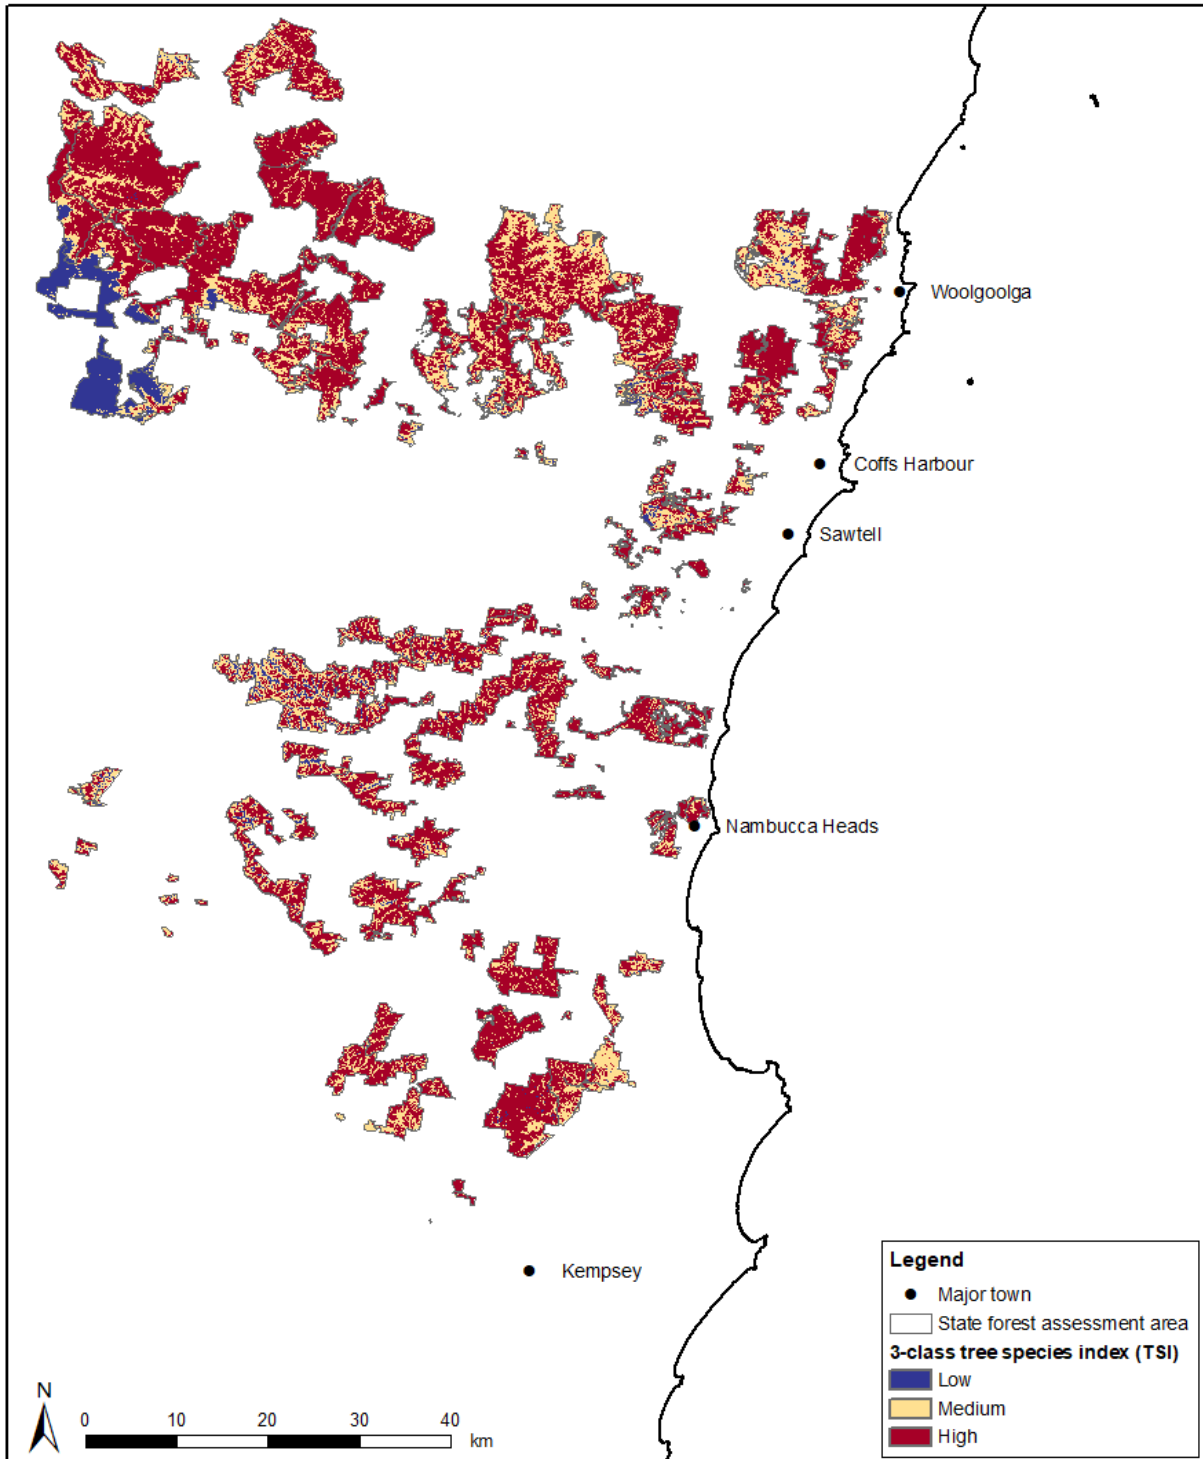 Woolgoolga
Coffs Harbour
Sawtell
Nambucca Heads
Kempsey
Legend
Major town
State forest assessment area
3-class tree species index (TSI)
Low
Medium
High
N
0 10 20 30 40
km